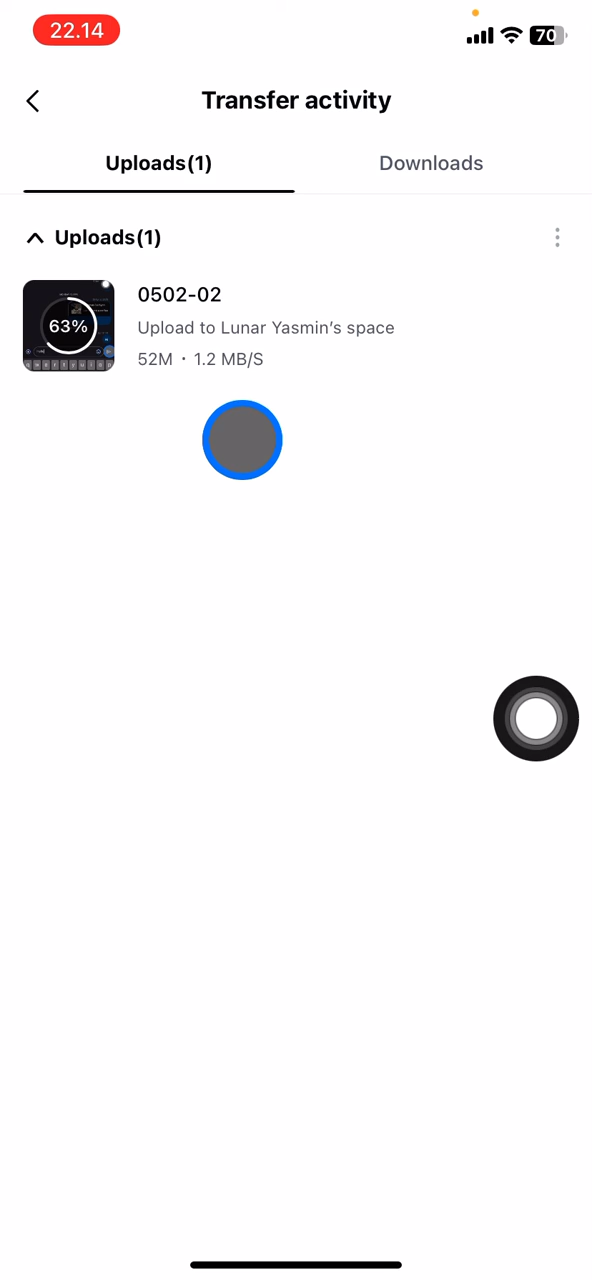 22.14
70
Transfer activity
Uploads(1)
Downloads
Uploads(1)
63%
0502-02
Upload to Lunar Yasmin's space
52M · 1.2 MB/S